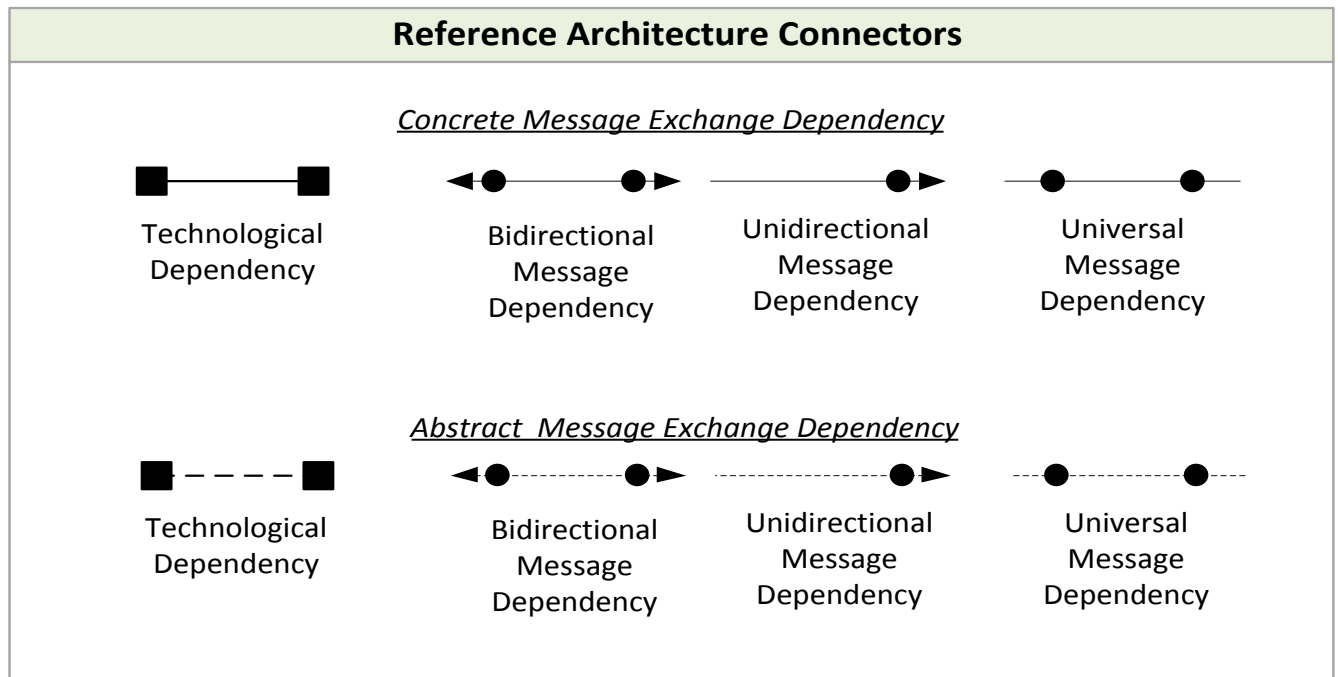 Reference Architecture Connectors
Concrete Message Exchange Dependency
Technological
Dependency
Bidirectional
Message
Dependency
Unidirectional
Message
Dependency
Universal
Message
Dependency
Abstract  Message Exchange Dependency
Technological
Dependency
Bidirectional
Message
Dependency
Unidirectional
Message
Dependency
Universal
Message
Dependency